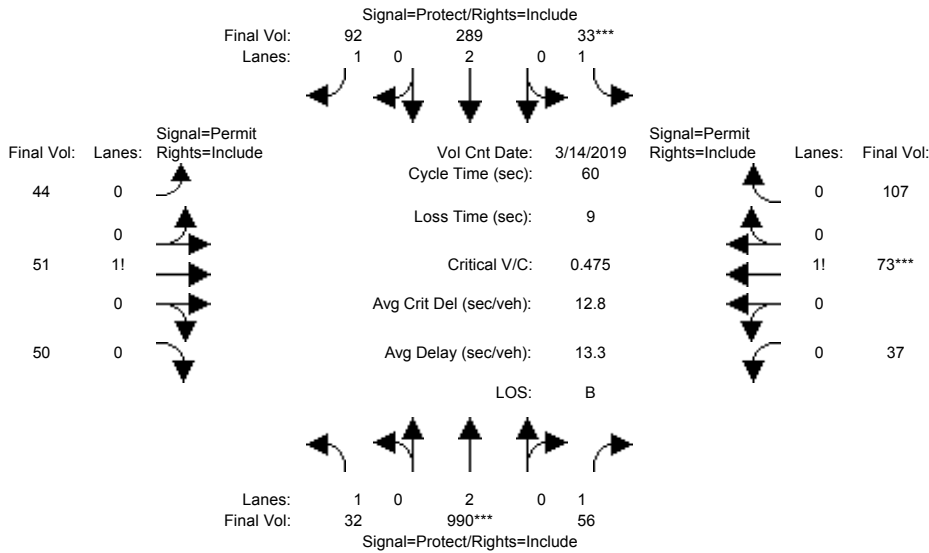 Signal=Protect/Rights=Include
Final Vol: 92 289 33***
Lanes: 1 0 2 0 1
Signal=Permit Signal=Permit
Final Vol: Lanes: Rights=Include Vol Cnt Date: 3/14/2019 Rights=Include Lanes: Final Vol:
Cycle Time (sec): 60
44 0 0 107
Loss Time (sec): 9
0 0
51 1! Critical V/C: 0.475 1! 73***
0 Avg Crit Del (sec/veh): 12.8 0
50 0 Avg Delay (sec/veh): 13.3 0 37
LOS: B
Lanes: 1 0 2 0 1
Final Vol: 32 990*** 56
Signal=Protect/Rights=Include